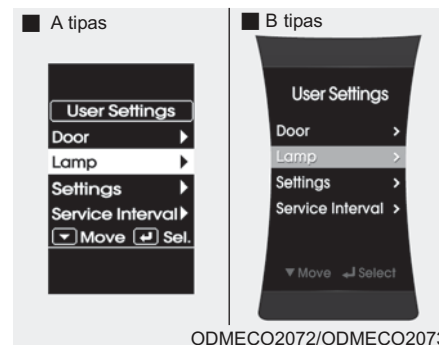 ■ A tipas
User Settings
Door
Lamp
Settings
Service Interval
Move Sel.
■ B tipas
User Settings
Door >
Lamp >
Settings >
Service Interval >
▼ Move ↵ Select
ODMECO2072/ODMECO2073